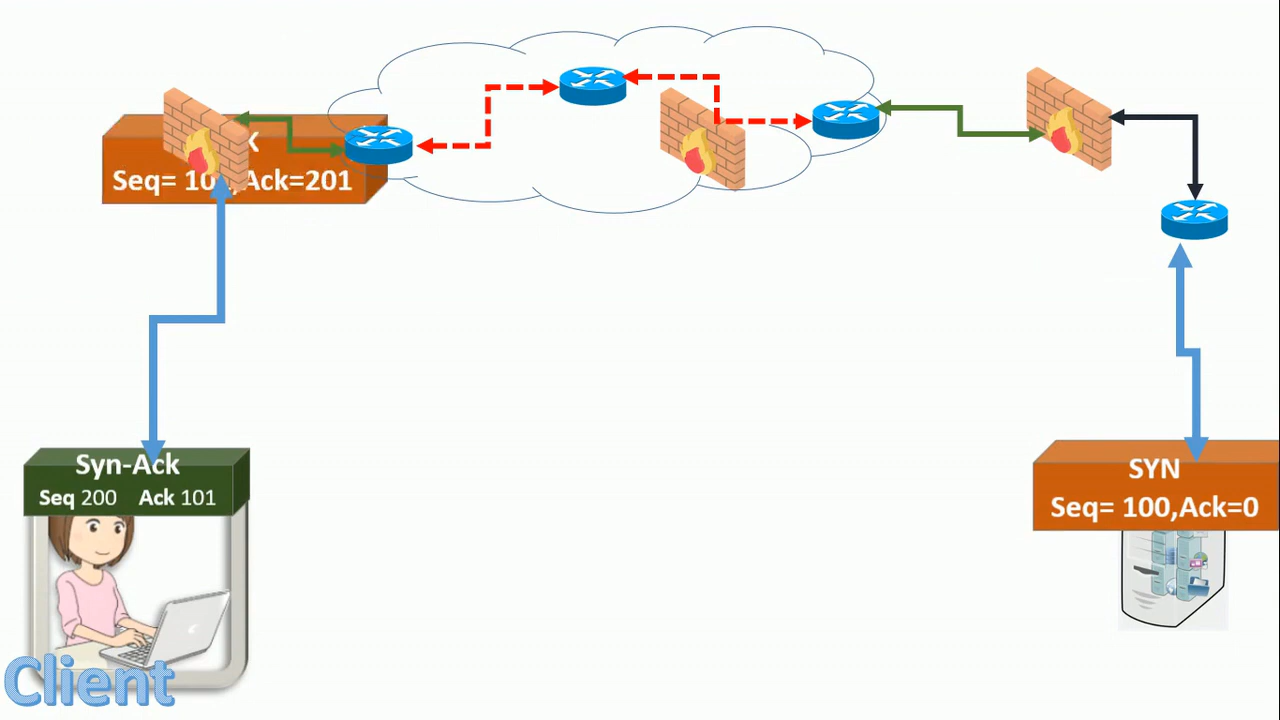 Seq= 10 ,Ack=201
Syn-Ack
Seq 200 Ack 101
SYN
Seq= 100,Ack=0
Client